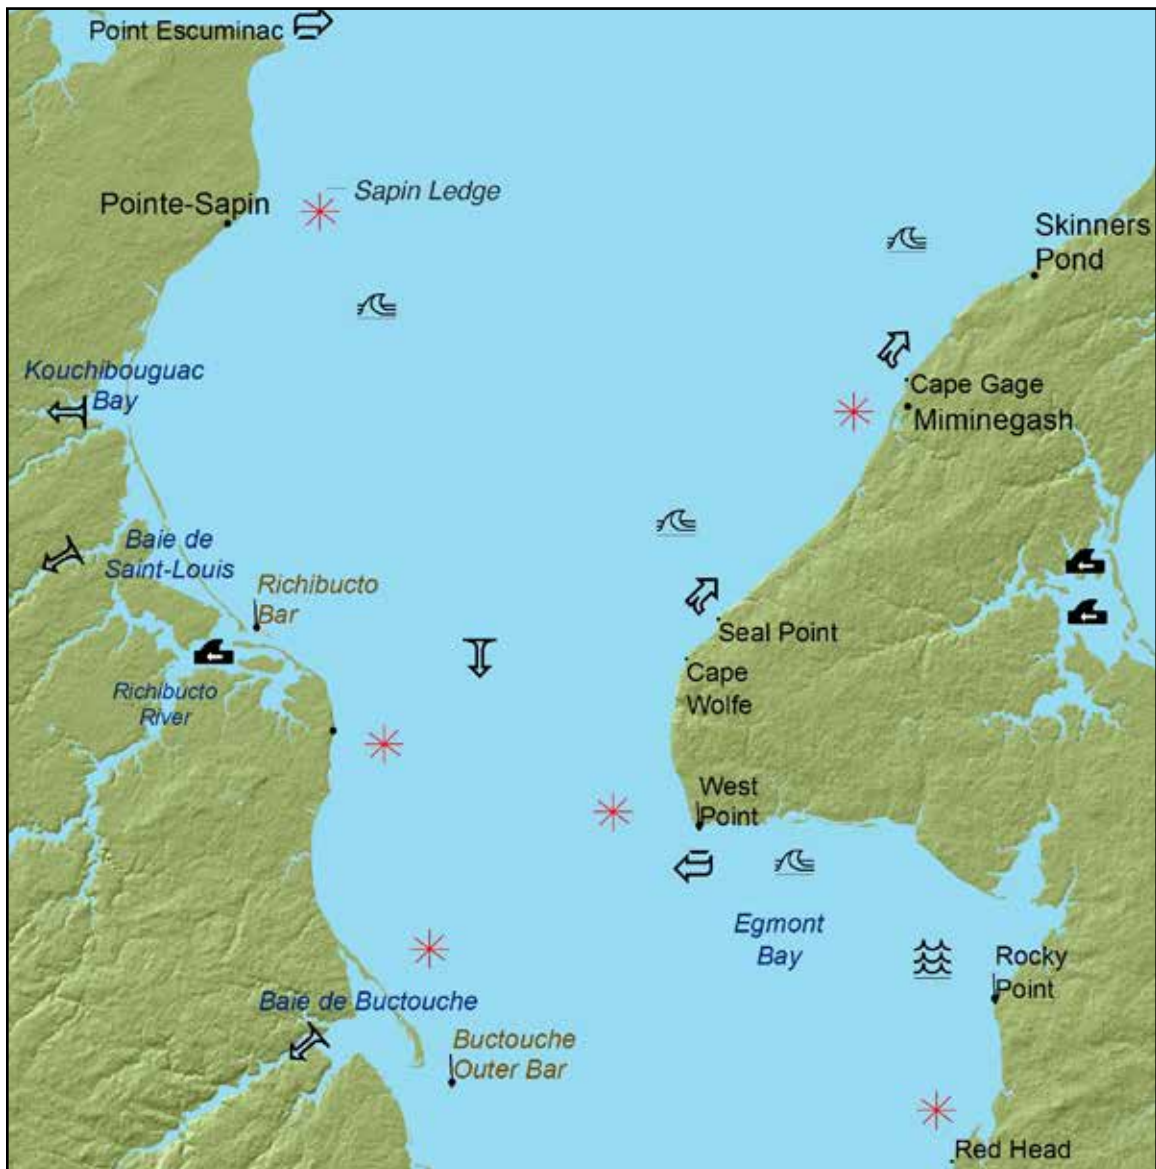 Point Escuminac
Sapin Ledge
Pointe-Sapin
Skinners
Pond
Kouchibouguac
Bay
Cape Gage
Miminegash
Baie de
Saint-Louis
Richibucto
Bar
Seal Point
Cape
Wolfe
Richibucto
River
West
Point
Egmont
Bay
Rocky
Point
Baie de Buctouche
Buctouche
Outer Bar
Red Head